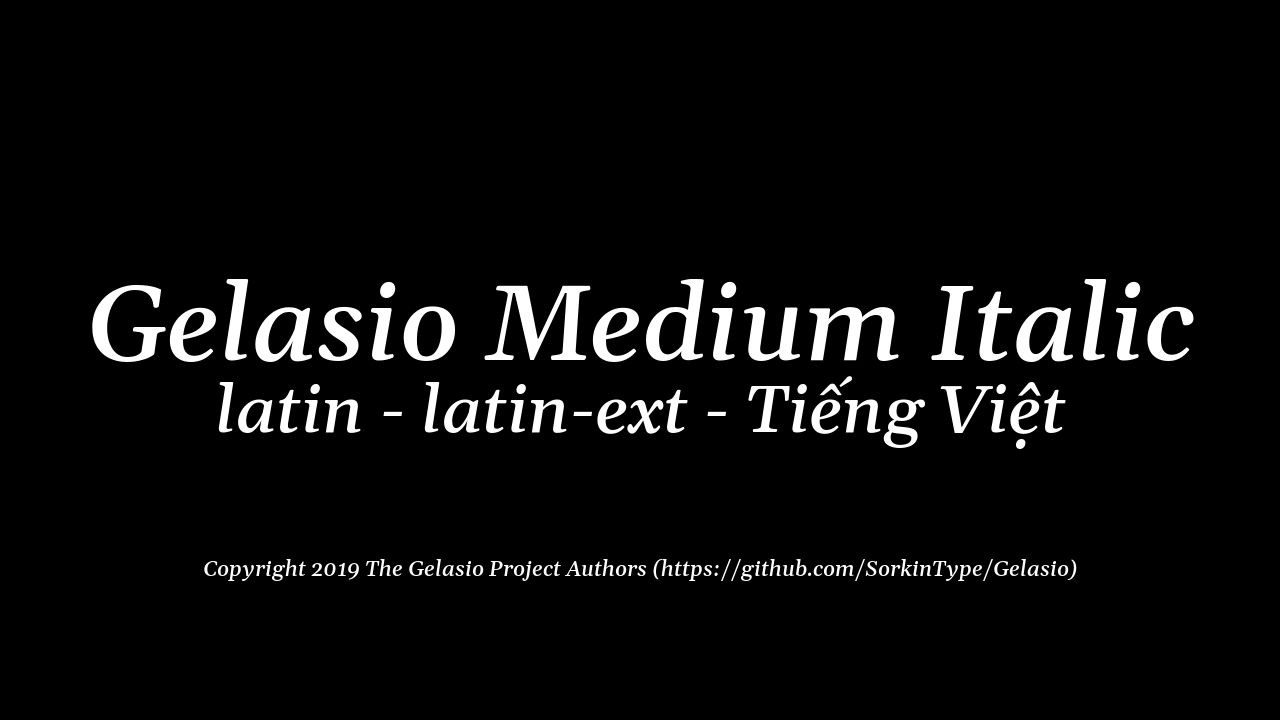 Gelasio Medium Italic
latin - latin-ext - Tiếng Việt
Copyright 2019 The Gelasio Project Authors (https://github.com/SorkinType/Gelasio)